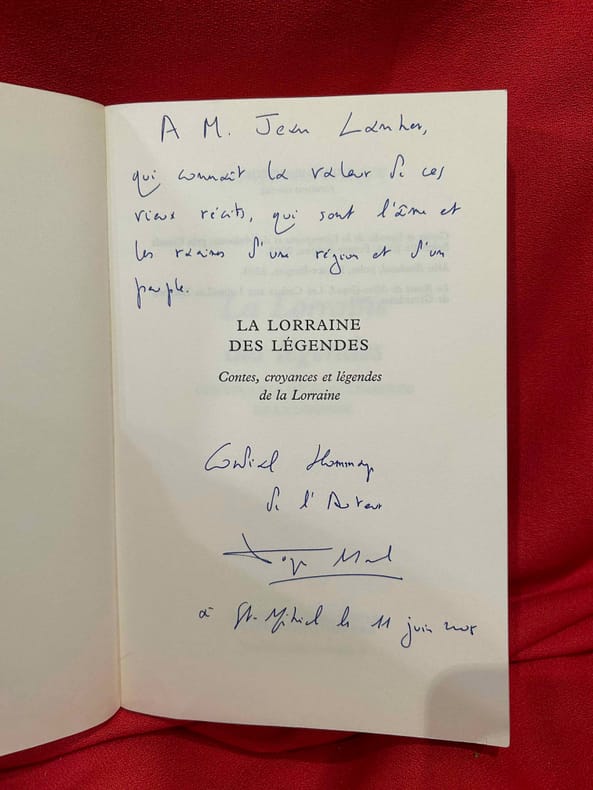 A M. Jean Lanher,
qui connaît la valeur de ces
vieux récits, qui sont l'âme et
les racines d'une région et d'un
peuple.
LA LORRAINE
DES LÉGENDES
Contes, croyances et légendes
de la Lorraine
Cordial Hommage
de l'Auteur
Roger
à St-Mihiel le 11 juin 2005